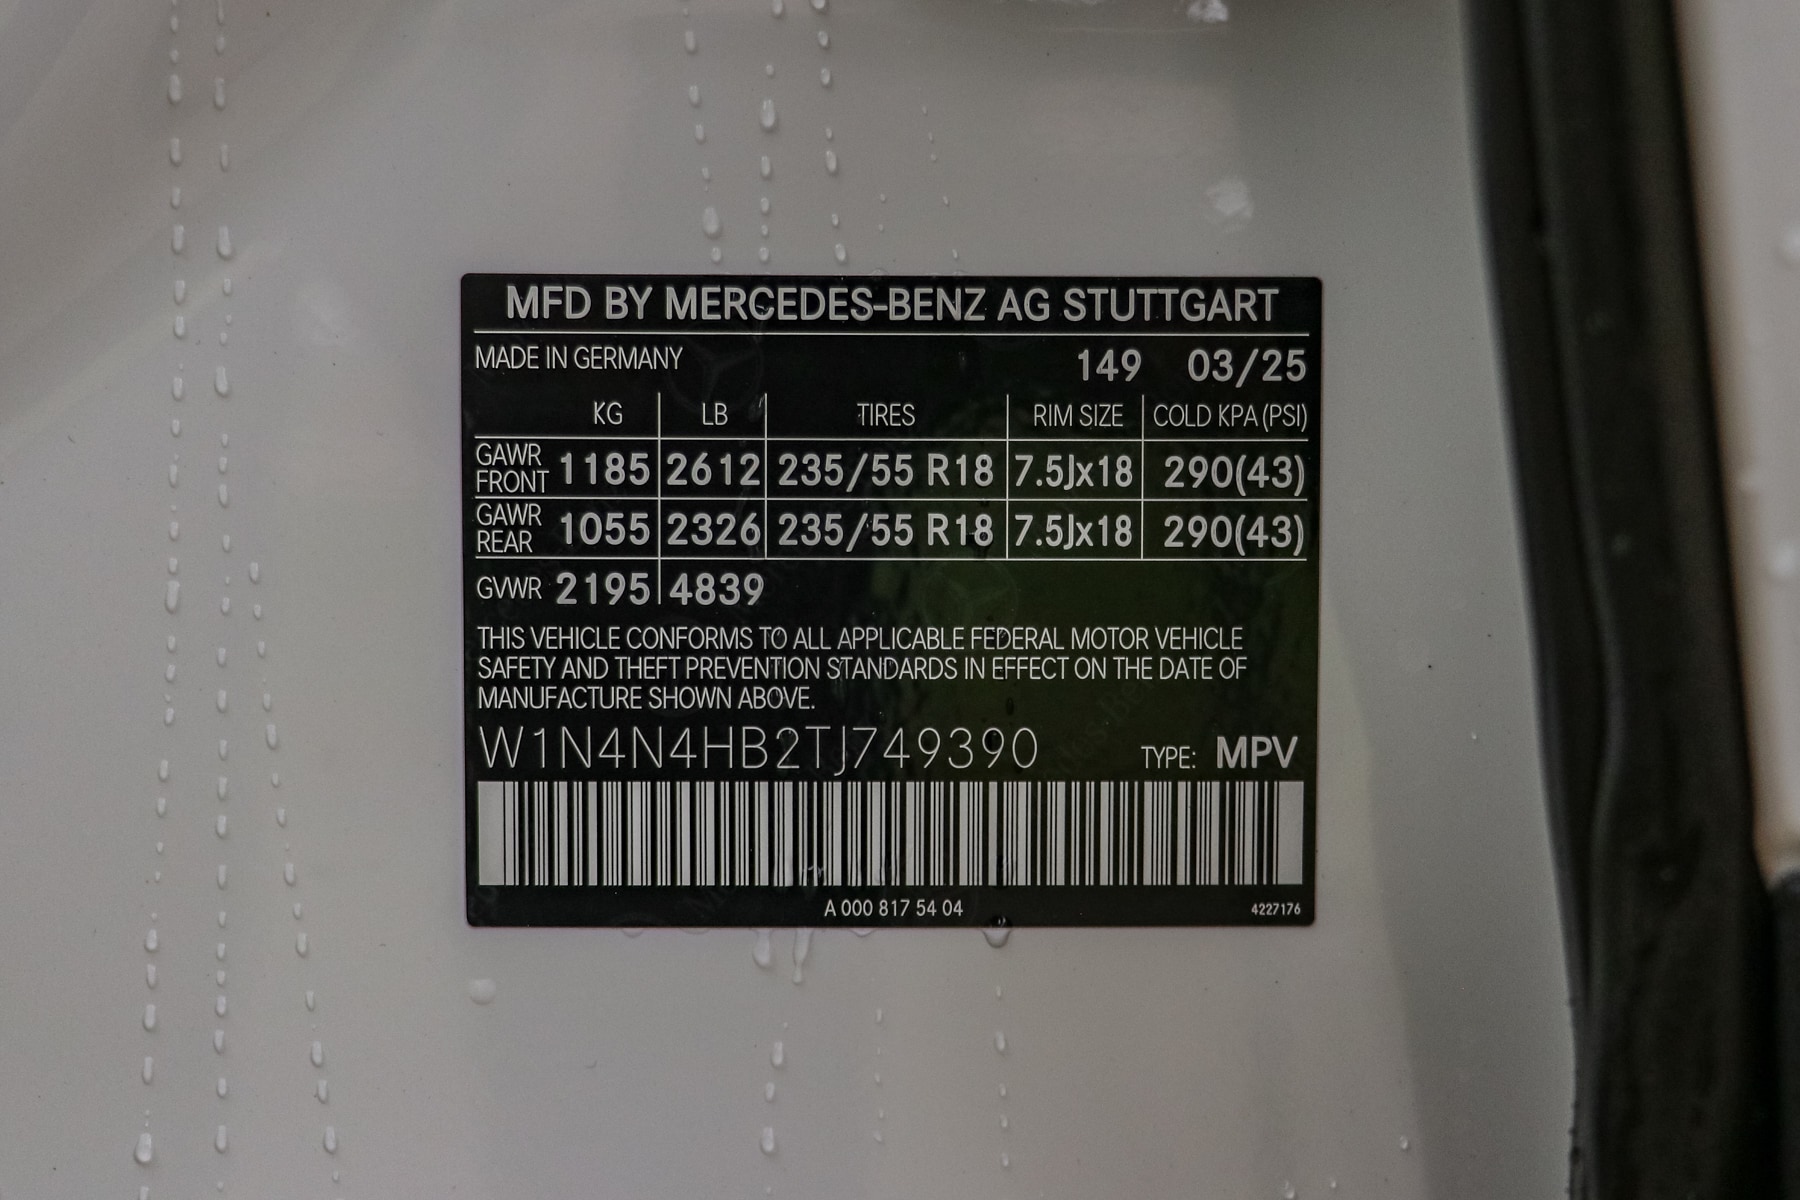 MFD BY MERCEDES-BENZ AG STUTTGART
MADE IN GERMANY 149 03/25
KG LB TIRES RIM SIZE COLD KPA (PSI)
GAWR FRONT 1185 2612 235/55 R18 7.5Jx18 290(43)
GAWR REAR 1055 2326 235/55 R18 7.5Jx18 290(43)
GVWR 2195 4839
THIS VEHICLE CONFORMS TO ALL APPLICABLE FEDERAL MOTOR VEHICLE
SAFETY AND THEFT PREVENTION STANDARDS IN EFFECT ON THE DATE OF
MANUFACTURE SHOWN ABOVE.
W1N4N4HB2TJ749390 TYPE: MPV
A 000 817 54 04 4227176